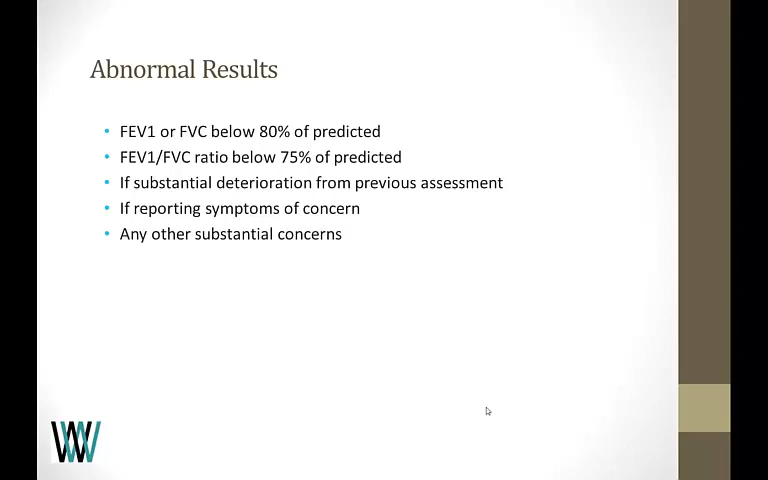 Abnormal Results
• FEV1 or FVC below 80% of predicted
• FEV1/FVC ratio below 75% of predicted
• If substantial deterioration from previous assessment
• If reporting symptoms of concern
• Any other substantial concerns
W